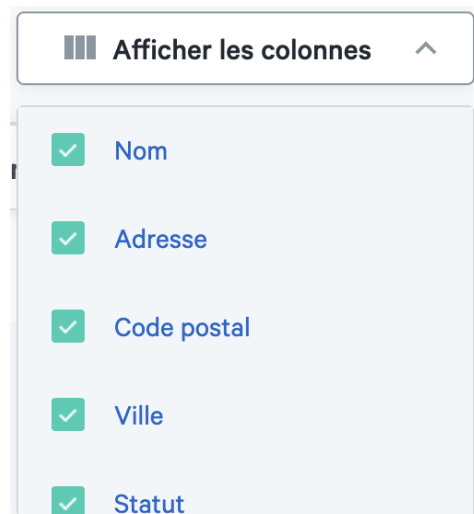 Afficher les colonnes
Nom
Adresse
Code postal
Ville
Statut